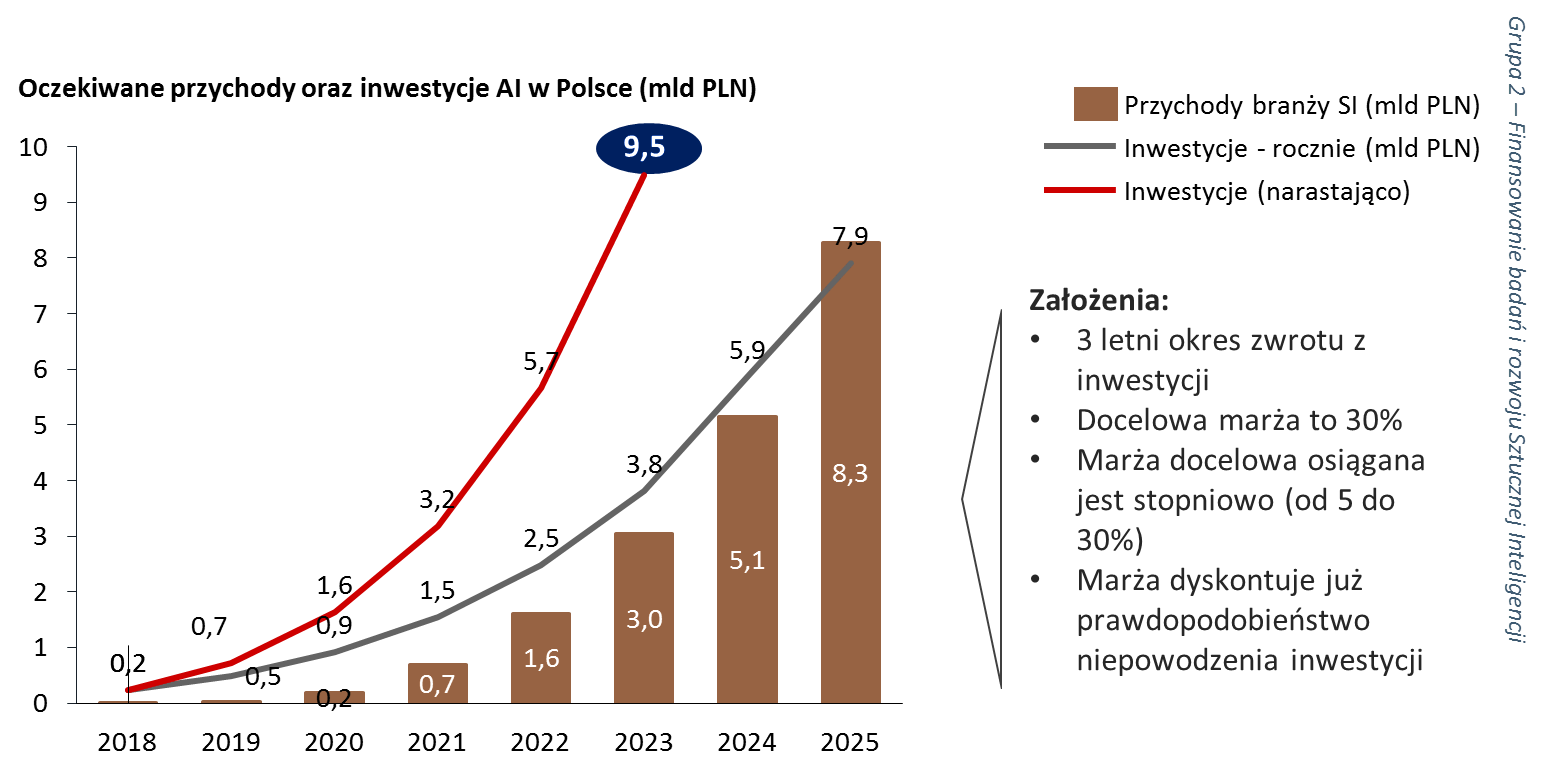 Oczekiwane przychody oraz inwestycje AI w Polsce (mld PLN)
Przychody branży SI (mld PLN)
Inwestycje - rocznie (mld PLN)
Inwestycje (narastająco)
10
9
8
7
6
5
4
3
2
1
0
9,5
7,9
5,7
5,9
3,2
3,8
1,6
2,5
0,7
0,9
1,5
0,2
0,5
0,2
0,7
1,6
3,0
5,1
8,3
2018 2019 2020 2021 2022 2023 2024 2025
Założenia:
• 3 letni okres zwrotu z
inwestycji
• Docelowa marża to 30%
• Marża docelowa osiągana
jest stopniowo (od 5 do
30%)
• Marża dyskontuje już
prawdopodobieństwo
niepowodzenia inwestycji
Grupa 2 – Finansowanie badań i rozwoju Sztucznej Inteligencji